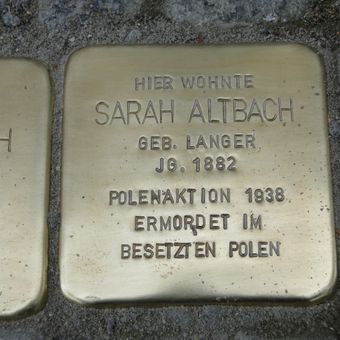 HIER WOHNTE
SARAH ALTBACH
GEB. LANGER
JG. 1882
POLENAKTION 1938
ERMORDET IM
BESETZTEN POLEN
H